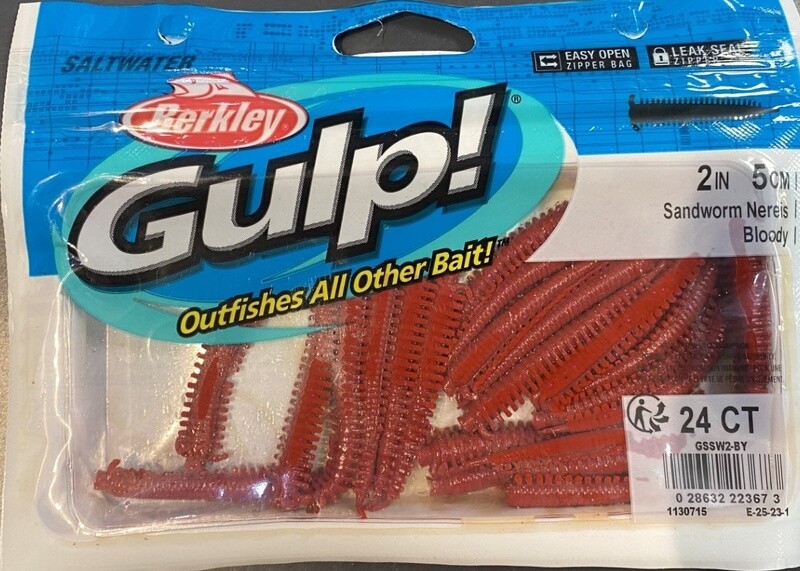 SALTWATER
EASY OPEN
ZIPPER BAG
LEAK SEAL
Berkley
Gulp!®
Outfishes All Other Bait!™
2IN 5CM
Sandworm Nereis
Bloody
24 CT
GSSW2-BY
0 28632 22367 3
1130715 E-25-23-1